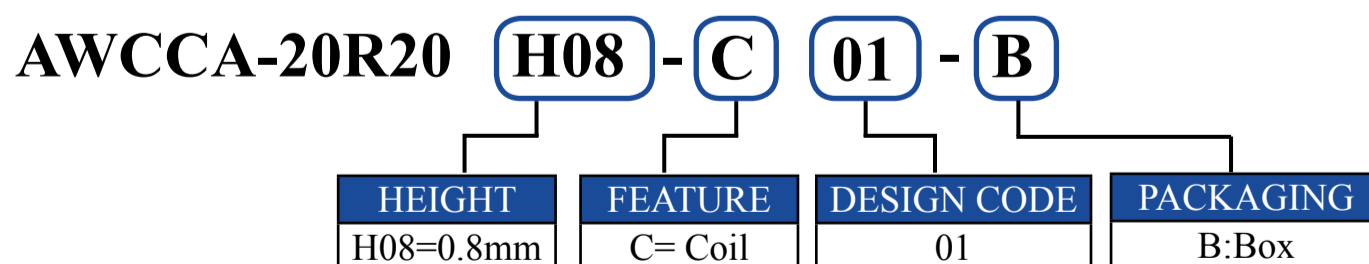 AWCCA-20R20 H08 - C 01 - B
HEIGHT FEATURE DESIGN CODE PACKAGING
H08=0.8mm C= Coil 01 B:Box